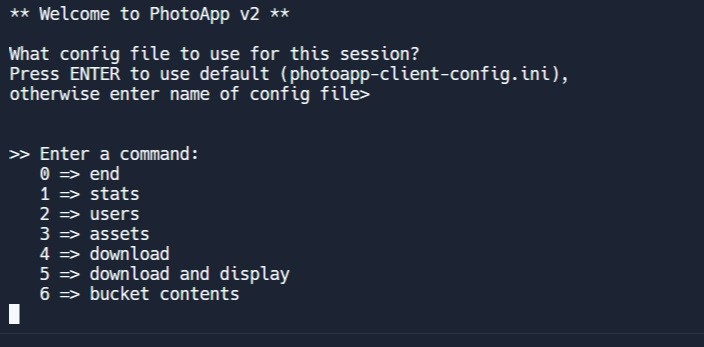 ** Welcome to PhotoApp v2 **
What config file to use for this session?
Press ENTER to use default (photoapp-client-config.ini),
otherwise enter name of config file>
>> Enter a command:
0 => end
1 => stats
2 => users
3 => assets
4 => download
5 => download and display
6 => bucket contents